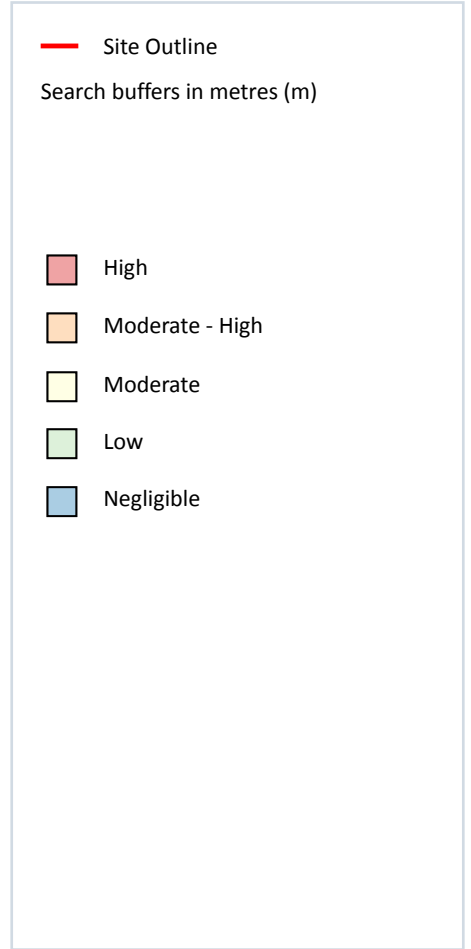 Site Outline
Search buffers in metres (m)
High
Moderate - High
Moderate
Low
Negligible